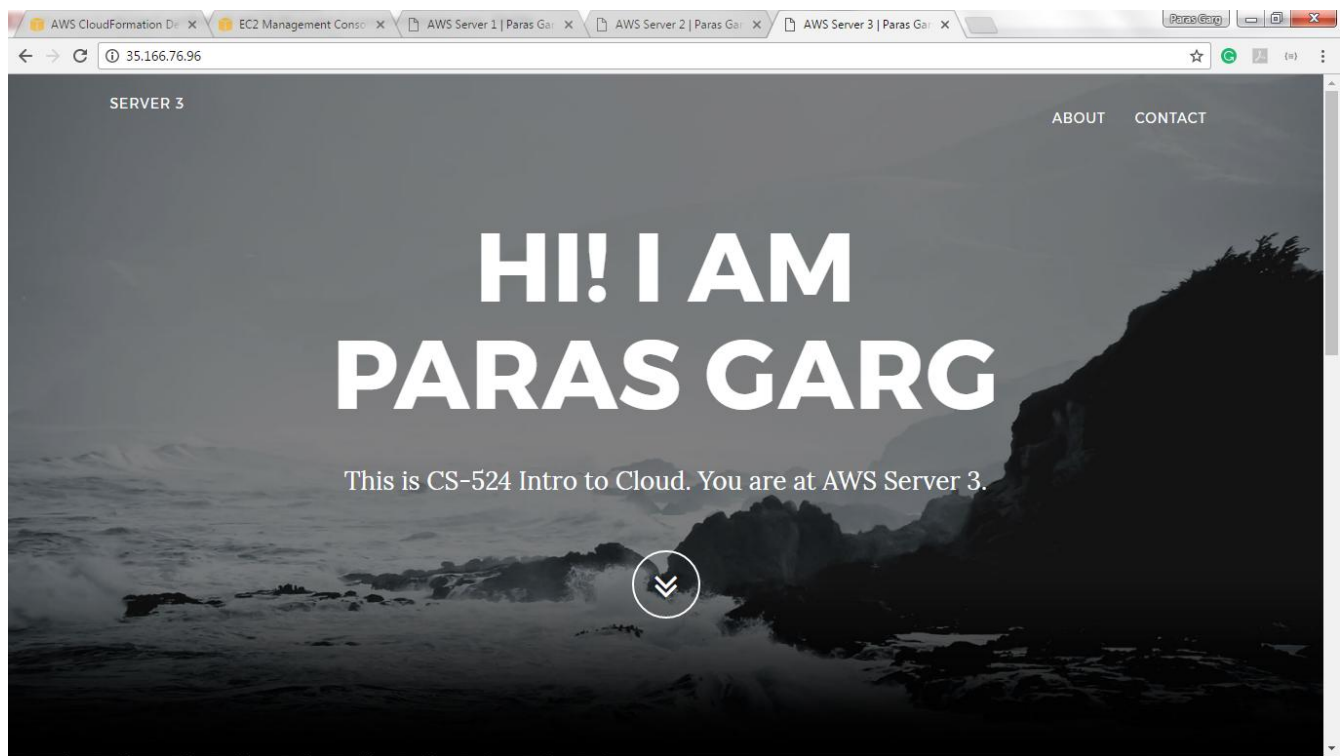 AWS CloudFormation De
EC2 Management Conso
AWS Server 1 | Paras Gar
AWS Server 2 | Paras Gar
AWS Server 3 | Paras Gar
Paras Garg
35.166.76.96
SERVER 3
ABOUT
CONTACT
HI! I AM
PARAS GARG
This is CS-524 Intro to Cloud. You are at AWS Server 3.